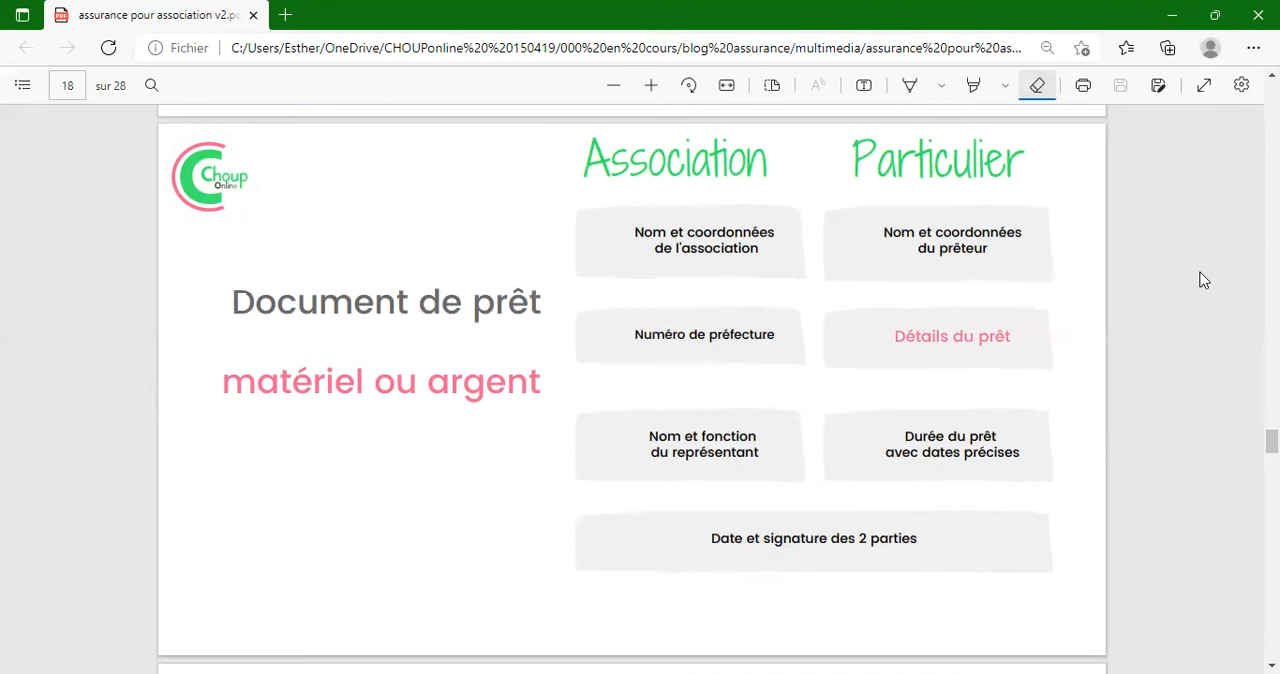 assurance pour association v2.p
Fichier
C:/Users/Esther/OneDrive/CHOUPonline%20%20150419/000%20en%20cours/blog%20assurance/multimedia/assurance%20pour%20as...
18
sur 28
Choup
Online
Association
Particulier
Nom et coordonnées
de l'association
Nom et coordonnées
du prêteur
Document de prêt
matériel ou argent
Numéro de préfecture
Détails du prêt
Nom et fonction
du représentant
Durée du prêt
avec dates précises
Date et signature des 2 parties